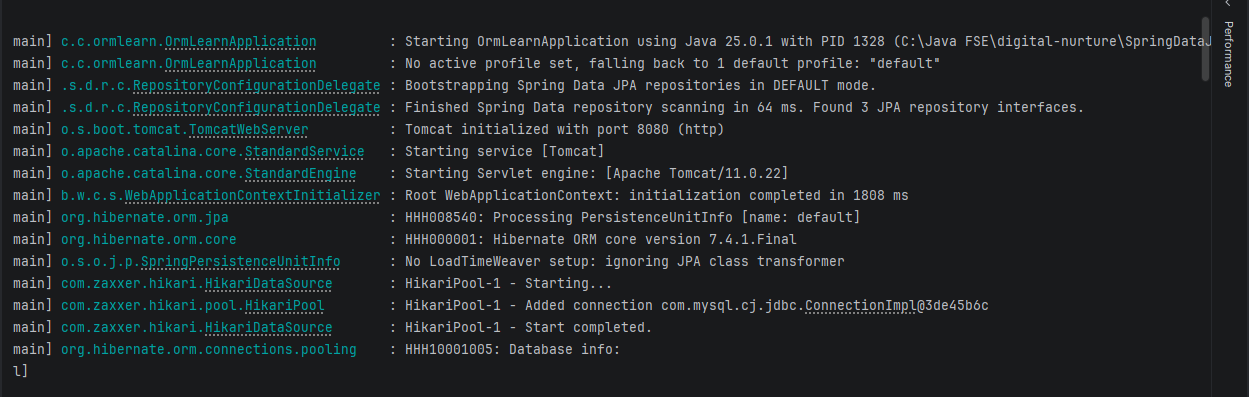 main] c.c.ormlearn.OrmLearnApplication : Starting OrmLearnApplication using Java 25.0.1 with PID 1328 (C:\Java FSE\digital-nurture\SpringDataJ
main] c.c.ormlearn.OrmLearnApplication : No active profile set, falling back to 1 default profile: "default"
main] .s.d.r.c.RepositoryConfigurationDelegate : Bootstrapping Spring Data JPA repositories in DEFAULT mode.
main] .s.d.r.c.RepositoryConfigurationDelegate : Finished Spring Data repository scanning in 64 ms. Found 3 JPA repository interfaces.
main] o.s.boot.tomcat.TomcatWebServer : Tomcat initialized with port 8080 (http)
main] o.apache.catalina.core.StandardService : Starting service [Tomcat]
main] o.apache.catalina.core.StandardEngine : Starting Servlet engine: [Apache Tomcat/11.0.22]
main] b.w.c.s.WebApplicationContextInitializer : Root WebApplicationContext: initialization completed in 1808 ms
main] org.hibernate.orm.jpa : HHH008540: Processing PersistenceUnitInfo [name: default]
main] org.hibernate.orm.core : HHH000001: Hibernate ORM core version 7.4.1.Final
main] o.s.o.j.p.SpringPersistenceUnitInfo : No LoadTimeWeaver setup: ignoring JPA class transformer
main] com.zaxxer.hikari.HikariDataSource : HikariPool-1 - Starting...
main] com.zaxxer.hikari.pool.HikariPool : HikariPool-1 - Added connection com.mysql.cj.jdbc.ConnectionImpl@3de45b6c
main] com.zaxxer.hikari.HikariDataSource : HikariPool-1 - Start completed.
main] org.hibernate.orm.connections.pooling : HHH10001005: Database info:
l]
Performance